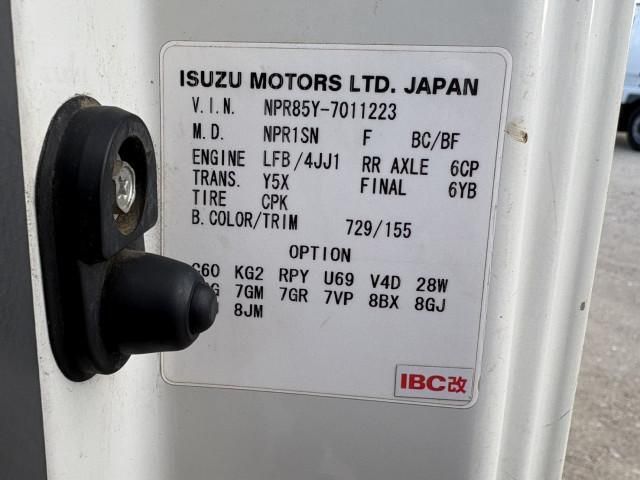 ISUZU MOTORS LTD. JAPAN
V.I.N. NPR85Y-7011223
M.D. NPR1SN F BC/BF
ENGINE LFB/4JJ1 RR AXLE 6CP
TRANS. Y5X FINAL 6YB
TIRE CPK
B.COLOR/TRIM 729/155
OPTION
KG2 RPY U69 V4D 28W
7GM 7GR 7VP 8BX 8GJ
8JM
IBC改